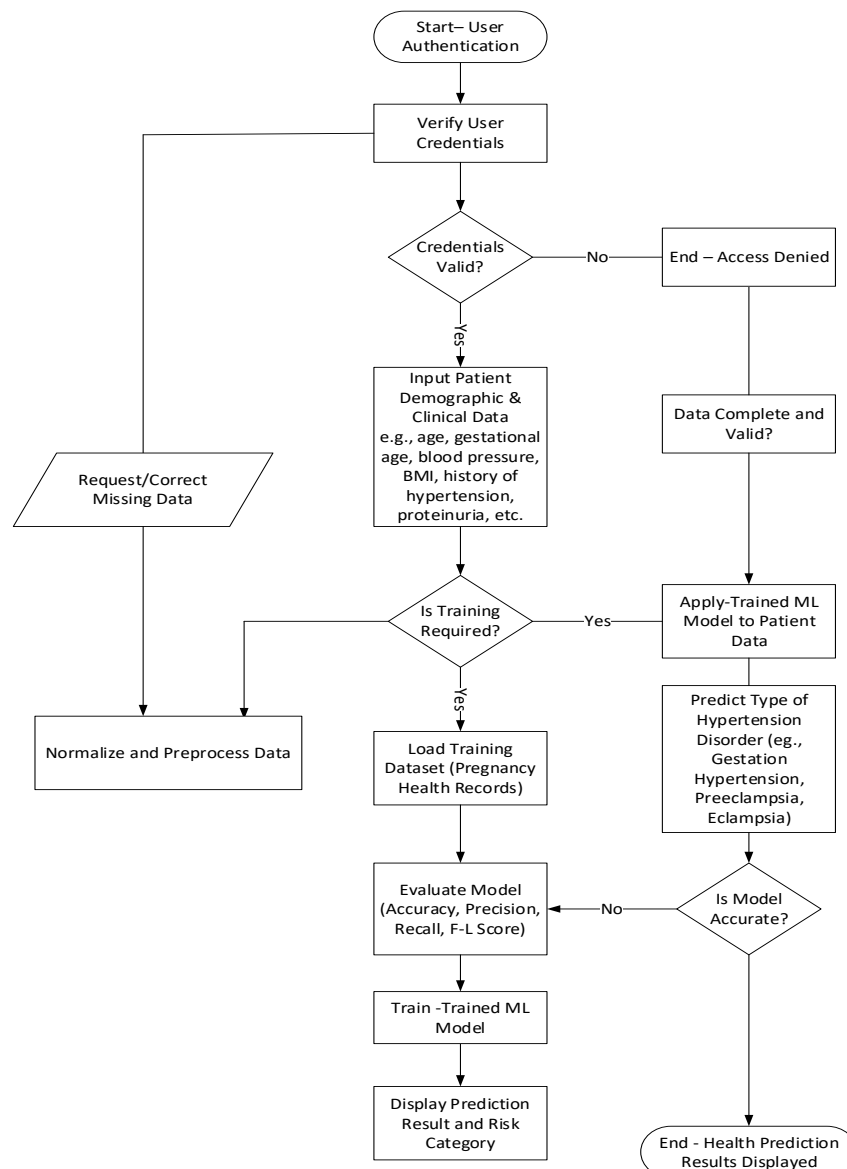 Start– User
Authentication
Verify User
Credentials
Credentials
Valid?
No
End – Access Denied
Yes
Input Patient
Demographic &
Clinical Data
e.g., age, gestational
age, blood pressure,
BMI, history of
hypertension,
proteinuria, etc.
Data Complete and
Valid?
Request/Correct
Missing Data
Is Training
Required?
Yes
Apply-Trained ML
Model to Patient
Data
Yes
Normalize and Preprocess Data
Load Training
Dataset (Pregnancy
Health Records)
Predict Type of
Hypertension
Disorder (eg.,
Gestation
Hypertension,
Preeclampsia,
Eclampsia)
Evaluate Model
(Accuracy, Precision,
Recall, F-L Score)
No
Is Model
Accurate?
Train -Trained ML
Model
Display Prediction
Result and Risk
Category
End - Health Prediction
Results Displayed